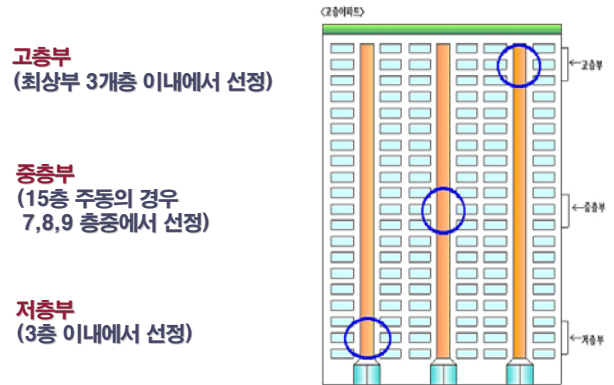 <고층아파트>
고층부
(최상부 3개층 이내에서 선정)
←고층부
중층부
(15층 주동의 경우
7,8,9 층중에서 선정)
←중층부
저층부
(3층 이내에서 선정)
←저층부